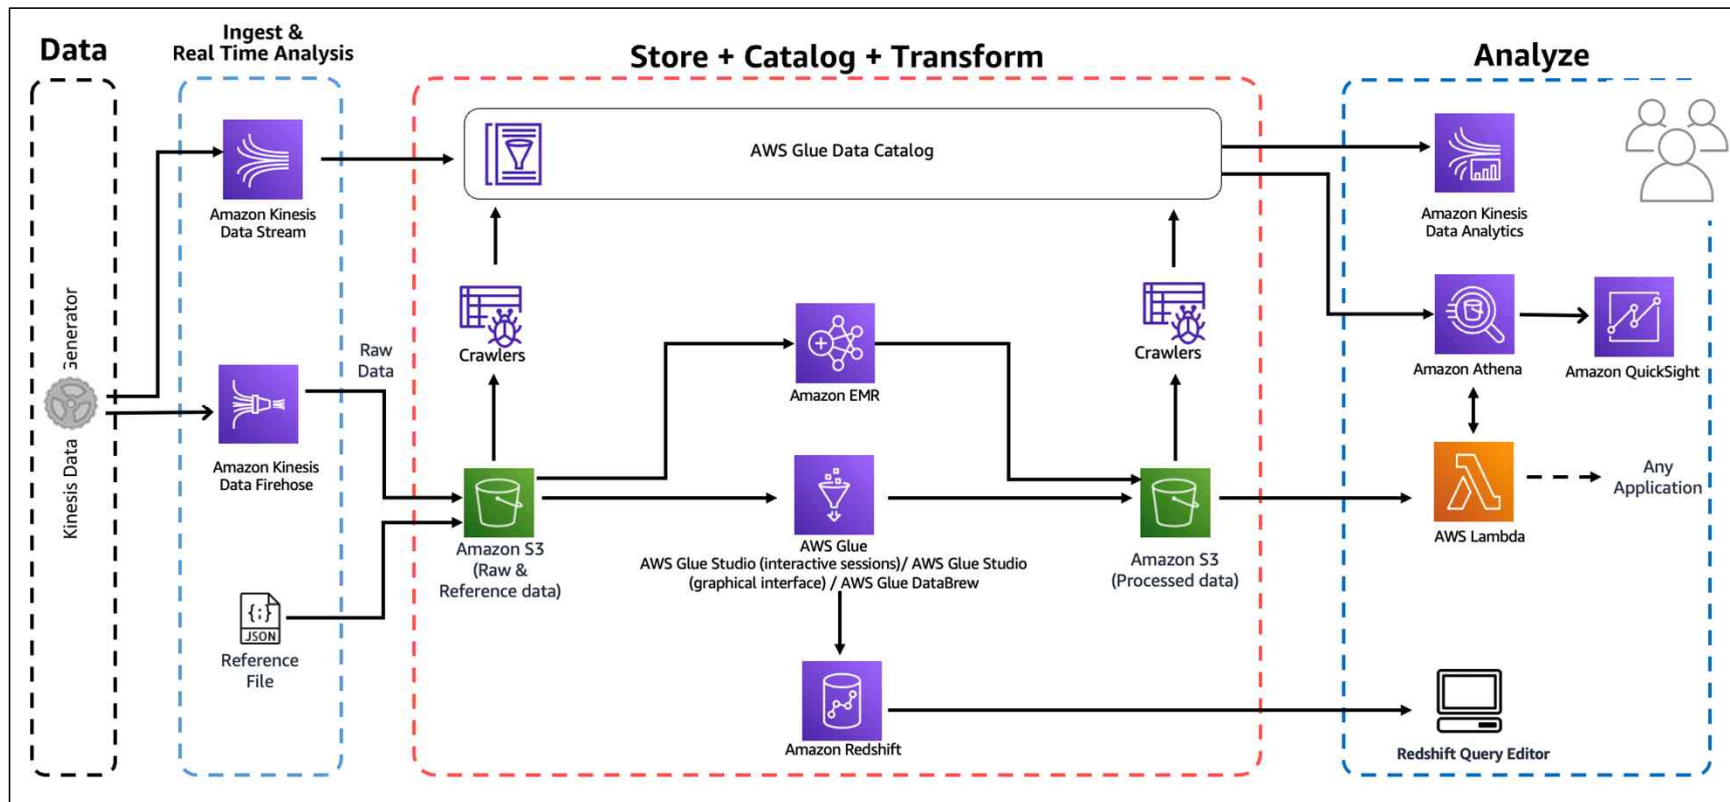 Data
Ingest &
Real Time Analysis
Store + Catalog + Transform
Analyze
Kinesis Data Generator
Amazon Kinesis
Data Stream
Amazon Kinesis
Data Firehose
Raw
Data
{;}
JSON
Reference
File
AWS Glue Data Catalog
Crawlers
Crawlers
Amazon EMR
Amazon S3
(Raw &
Reference data)
AWS Glue
AWS Glue Studio (interactive sessions)/ AWS Glue Studio
(graphical interface) / AWS Glue DataBrew
Amazon S3
(Processed data)
Amazon Redshift
Amazon Kinesis
Data Analytics
Amazon Athena
Amazon QuickSight
AWS Lambda
Any
Application
Redshift Query Editor